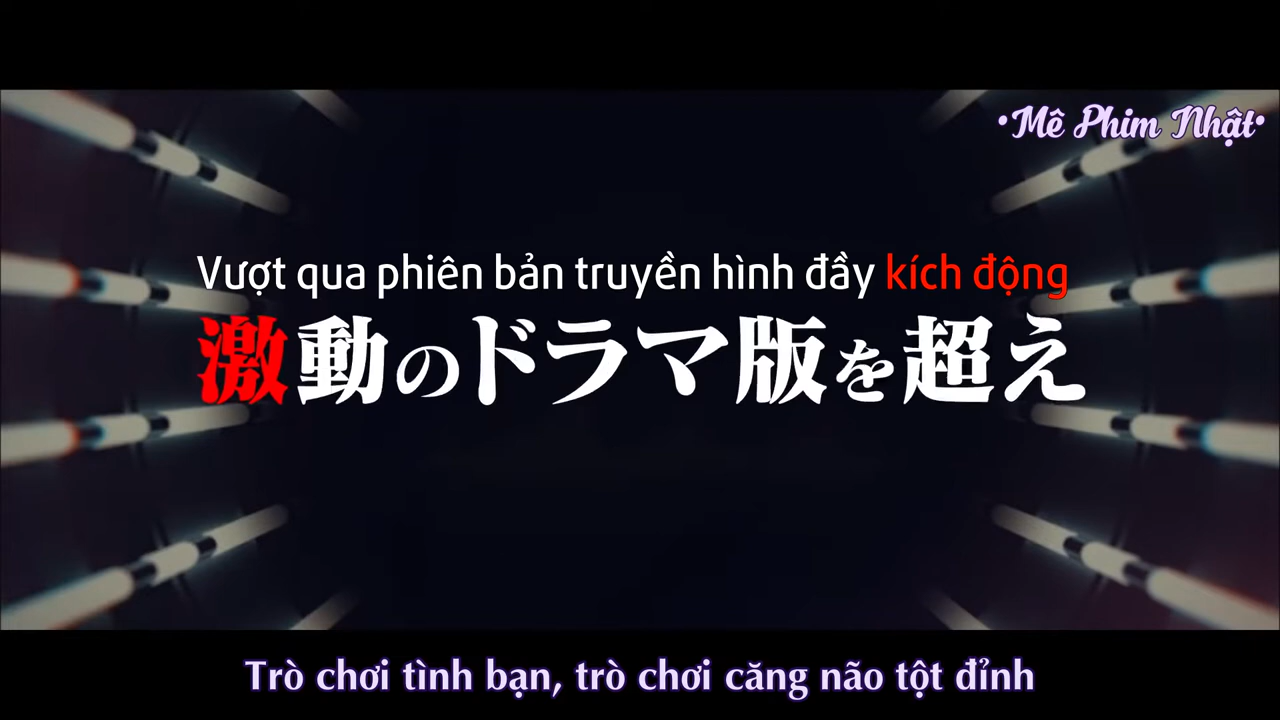 •Mê Phim Nhật•
Vượt qua phiên bản truyền hình đầy kích động
激動のドラマ版を超え
Trò chơi tình bạn, trò chơi căng não tột đỉnh